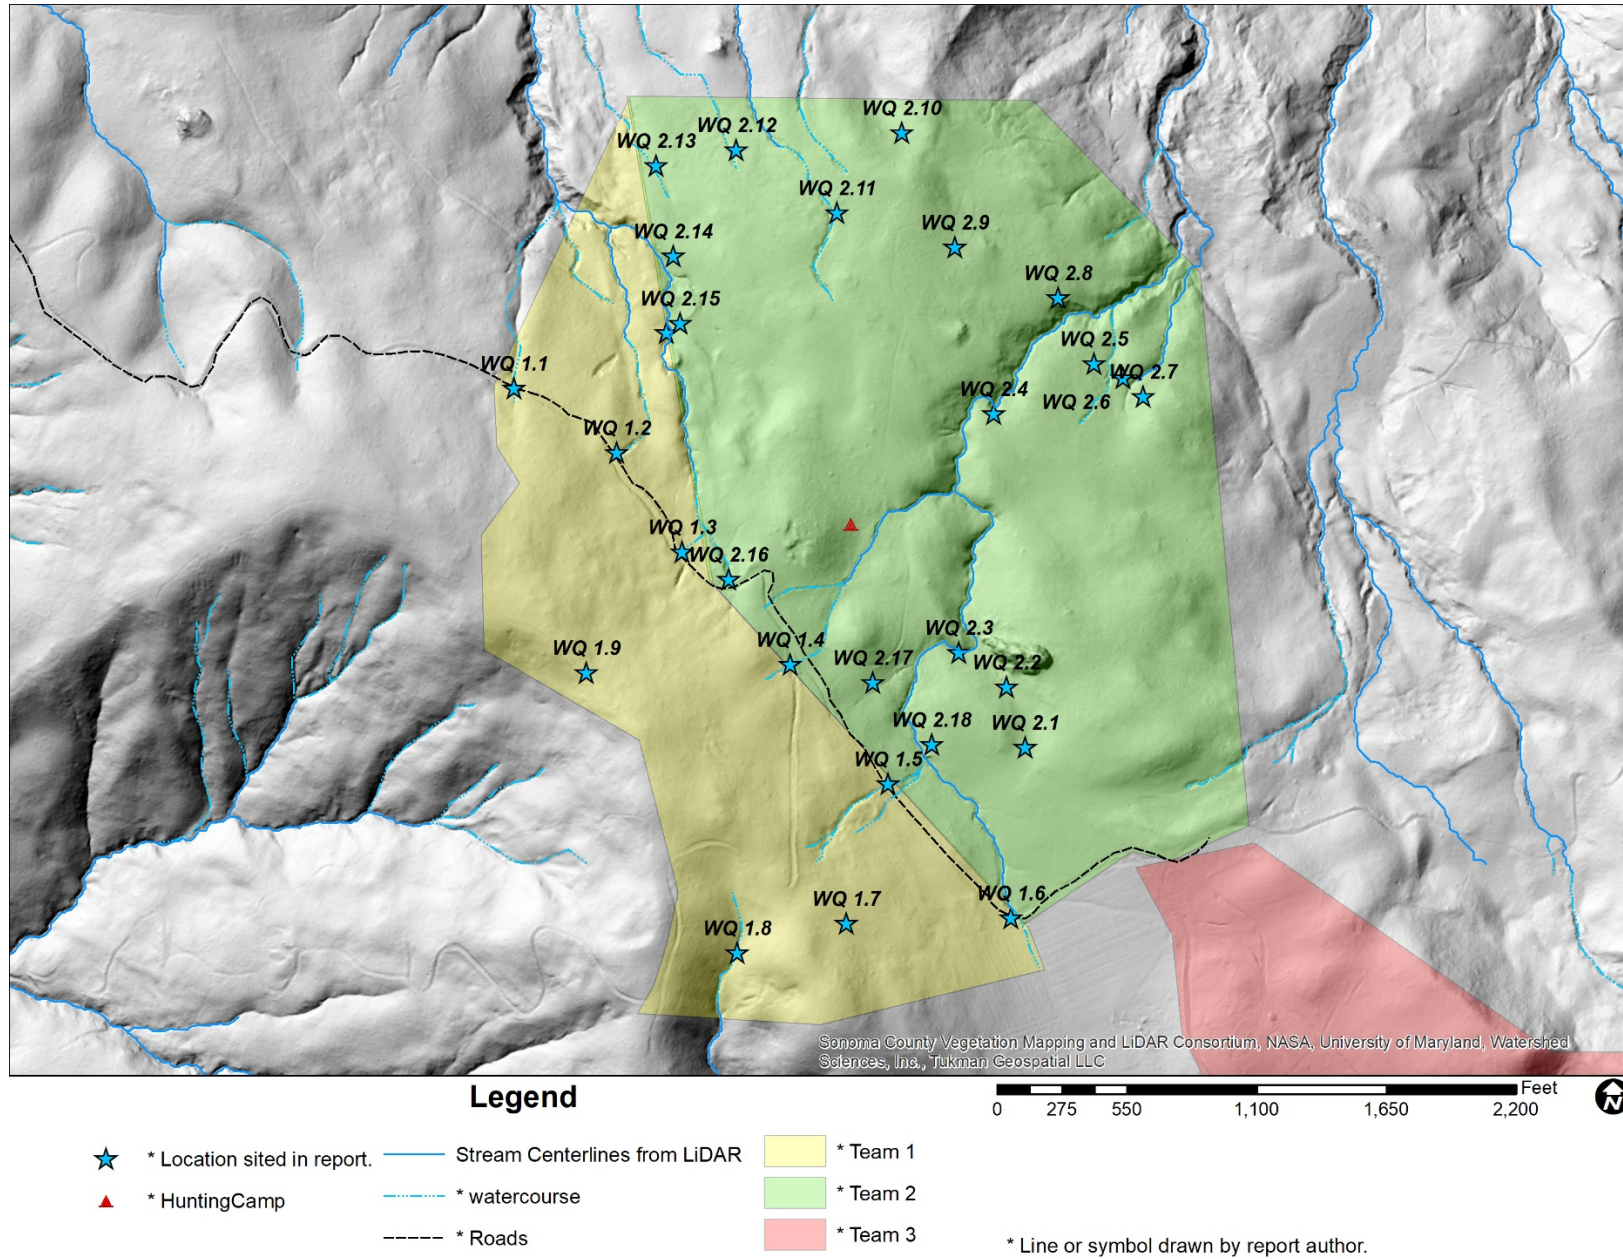 WQ 2.10
WQ 2.12
WQ 2.13
WQ 2.11
WQ 2.9
WQ 2.14
WQ 2.8
WQ 2.15
WQ 2.5
WQ 1.1
WQ 2.7
WQ 2.4
WQ 2.6
WQ 1.2
WQ 1.3
WQ 2.16
WQ 2.3
WQ 1.4
WQ 1.9
WQ 2.17
WQ 2.2
WQ 2.18
WQ 2.1
WQ 1.5
WQ 1.6
WQ 1.7
WQ 1.8
Sonoma County Vegetation Mapping and LiDAR Consortium, NASA, University of Maryland, Watershed
Sciences, Inc., Tukman Geospatial LLC
Legend
Feet
0 275 550 1,100 1,650 2,200
N
* Location sited in report.
* HuntingCamp
Stream Centerlines from LiDAR
* watercourse
* Roads
* Team 1
* Team 2
* Team 3
* Line or symbol drawn by report author.